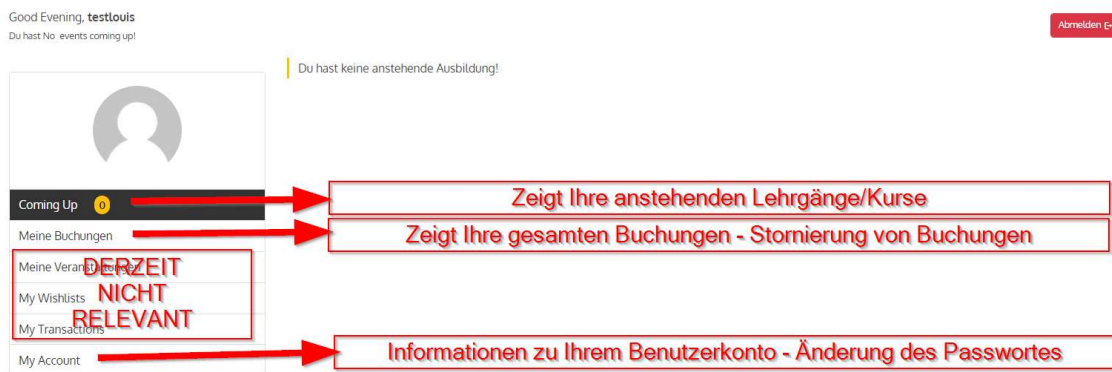 Good Evening, testlouis
Du hast No events coming up!
Abmelden
Du hast keine anstehende Ausbildung!
Coming Up 0
Zeigt Ihre anstehenden Lehrgänge/Kurse
Meine Buchungen
Zeigt Ihre gesamten Buchungen - Stornierung von Buchungen
Meine Veranstaltungen
My Wishlists
My Transactions
DERZEIT
NICHT
RELEVANT
My Account
Informationen zu Ihrem Benutzerkonto - Änderung des Passwortes